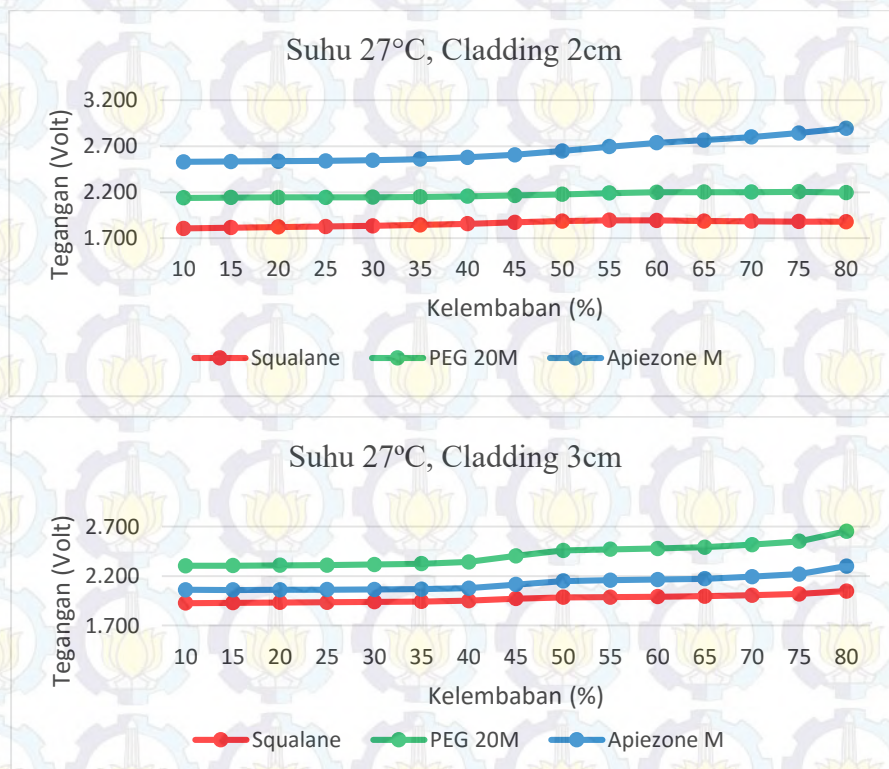 Suhu 27°C, Cladding 2cm
Tegangan (Volt)
3.200
2.700
2.200
1.700
10 15 20 25 30 35 40 45 50 55 60 65 70 75 80
Kelembaban (%)
Squalane PEG 20M Apiezone M
Suhu 27ºC, Cladding 3cm
Tegangan (Volt)
2.700
2.200
1.700
10 15 20 25 30 35 40 45 50 55 60 65 70 75 80
Kelembaban (%)
Squalane PEG 20M Apiezone M